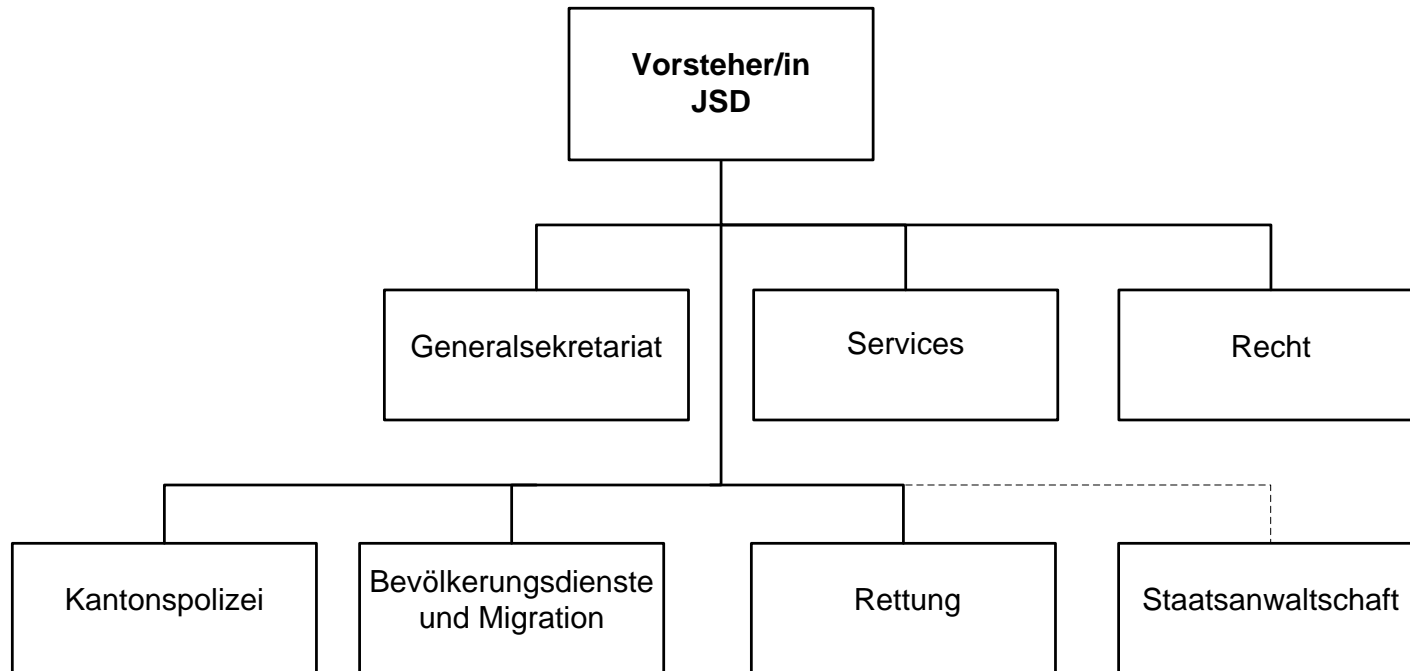 Vorsteher/in
JSD
Generalsekretariat
Services
Recht
Kantonspolizei
Bevölkerungsdienste
und Migration
Rettung
Staatsanwaltschaft